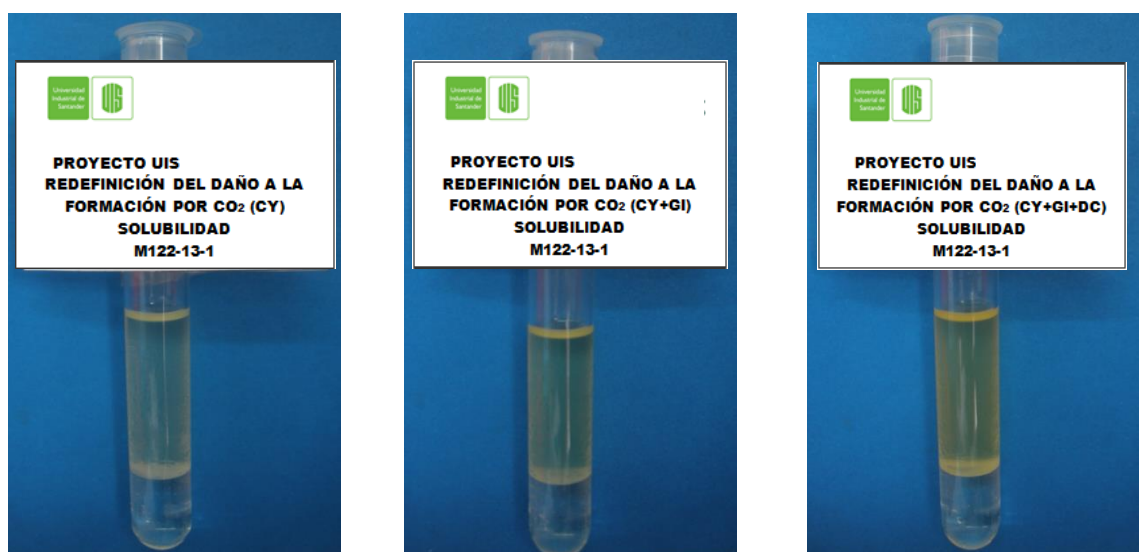 Universidad
Industrial de
Santander
UIS
PROYECTO UIS
REDEFINICIÓN DEL DAÑO A LA
FORMACIÓN POR CO₂ (CY)
SOLUBILIDAD
M122-13-1
Universidad
Industrial de
Santander
UIS
PROYECTO UIS
REDEFINICIÓN DEL DAÑO A LA
FORMACIÓN POR CO₂ (CY+GI)
SOLUBILIDAD
M122-13-1
Universidad
Industrial de
Santander
UIS
PROYECTO UIS
REDEFINICIÓN DEL DAÑO A LA
FORMACIÓN POR CO₂ (CY+GI+DC)
SOLUBILIDAD
M122-13-1